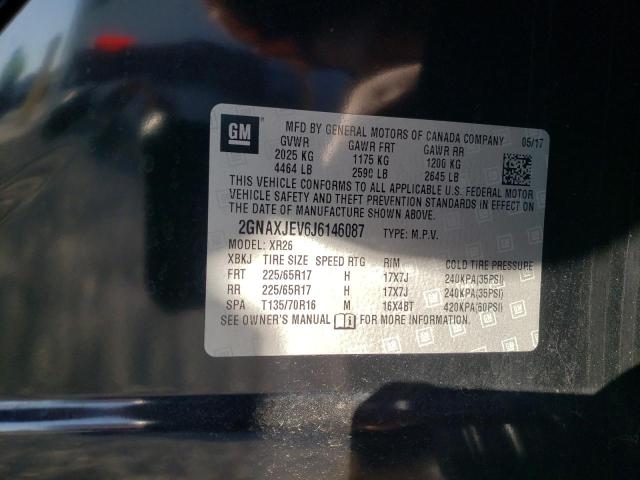 GM
MFD BY GENERAL MOTORS OF CANADA COMPANY 05/17
GVWR GAWR FRT GAWR RR
2025 KG 1175 KG 1200 KG
4464 LB 2590 LB 2645 LB
THIS VEHICLE CONFORMS TO ALL APPLICABLE U.S. FEDERAL MOTOR
VEHICLE SAFETY AND THEFT PREVENTION STANDARDS IN EFFECT ON
THE DATE OF MANUFACTURE SHOWN ABOVE.
2GNAXJEV6J6146087 TYPE: M.P.V.
MODEL: XR26
XBKJ TIRE SIZE SPEED RTG RIM COLD TIRE PRESSURE
FRT 225/65R17 H 17X7J 240KPA(35PSI)
RR 225/65R17 H 17X7J 240KPA(35PSI)
SPA T135/70R16 M 16X4BT 420KPA(60PSI)
SEE OWNER'S MANUAL FOR MORE INFORMATION.